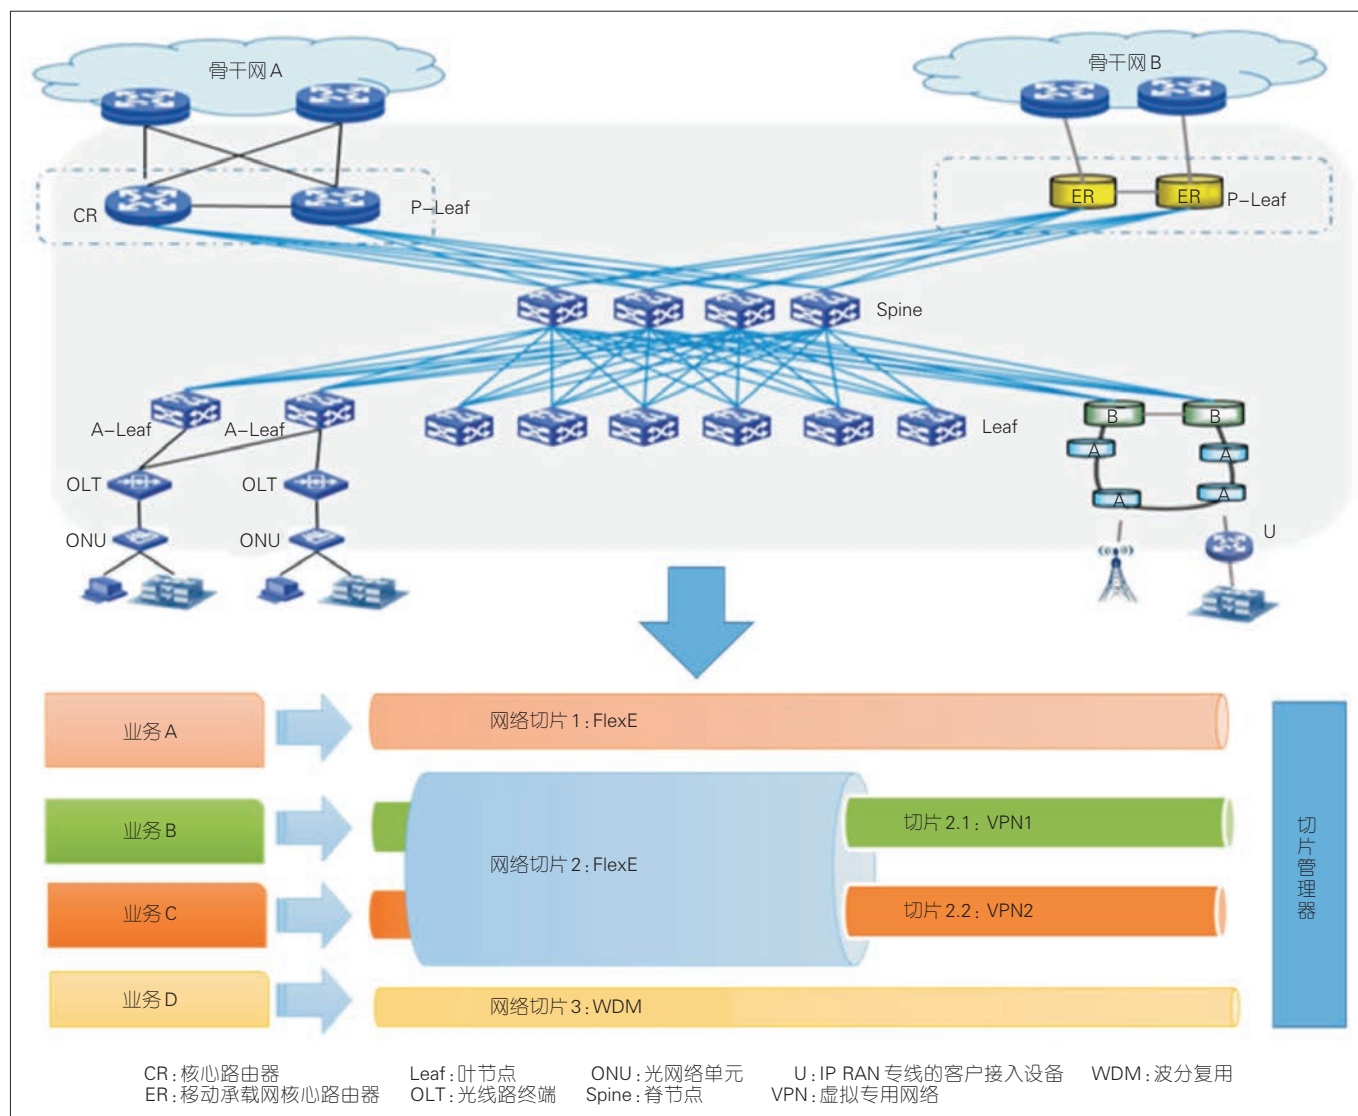 骨干网A
骨干网B
CR
P-Leaf
ER
ER
P-Leaf
Spine
A-Leaf
A-Leaf
Leaf
B
B
A
A
A
A
OLT
OLT
ONU
ONU
U
业务A
网络切片1:FlexE
业务B
网络切片2:FlexE
切片2.1:VPN1
业务C
切片2.2:VPN2
业务D
网络切片3:WDM
切片管理器
CR:核心路由器 Leaf:叶节点 ONU:光网络单元 U:IP RAN专线的客户接入设备 WDM:波分复用
ER:移动承载网核心路由器 OLT:光线路终端 Spine:脊节点 VPN:虚拟专用网络